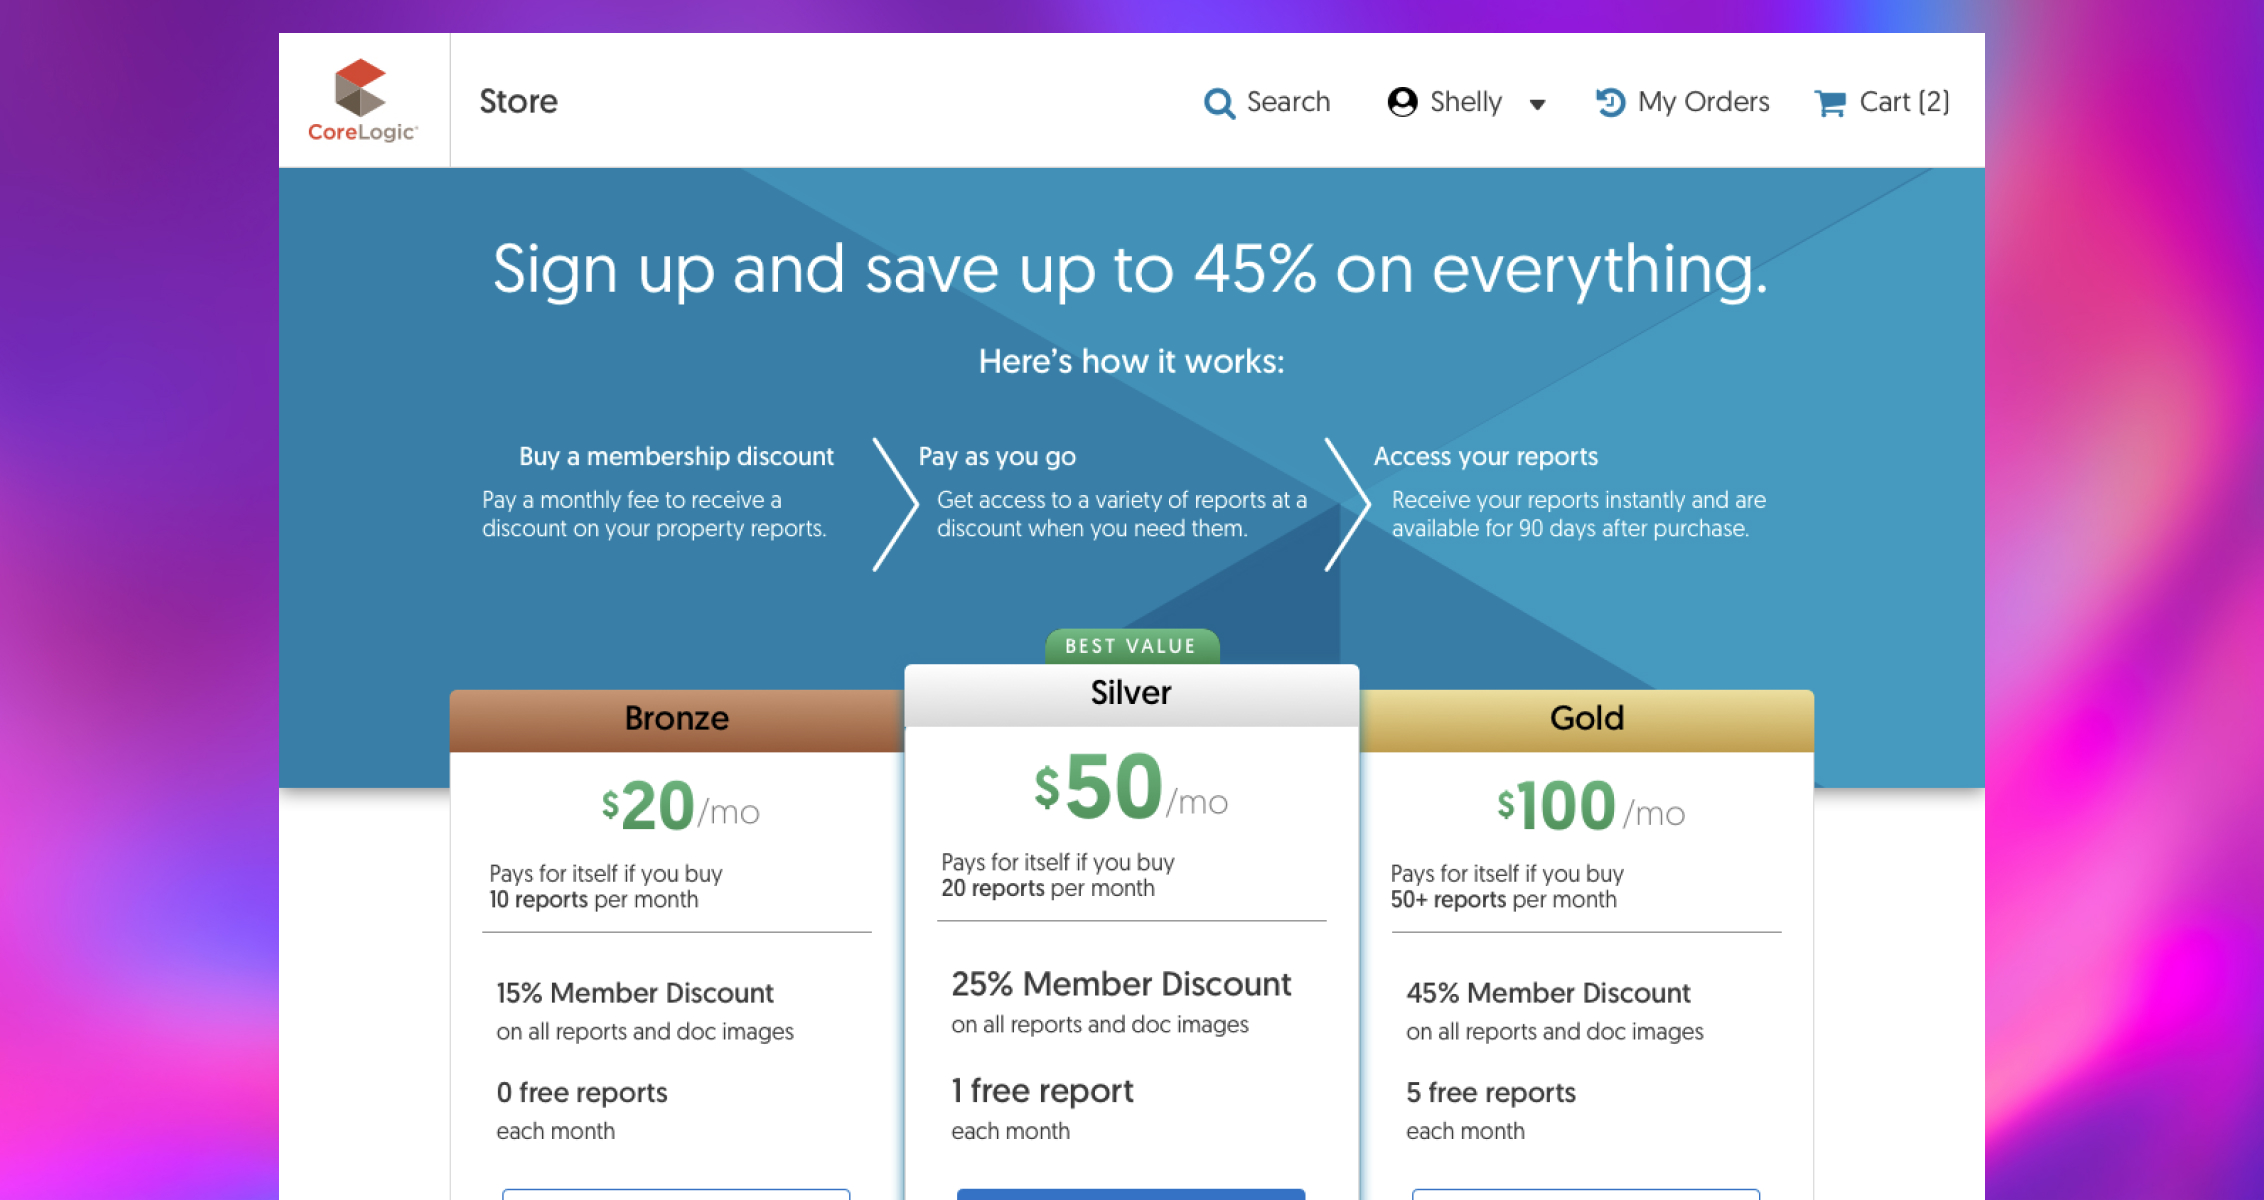 CoreLogic
Store
Search
Shelly
My Orders
Cart (2)
Sign up and save up to 45% on everything.
Here's how it works:
Buy a membership discount
Pay a monthly fee to receive a
discount on your property reports.
Pay as you go
Get access to a variety of reports at a
discount when you need them.
Access your reports
Receive your reports instantly and are
available for 90 days after purchase.
Bronze
$20/mo
Pays for itself if you buy
10 reports per month
15% Member Discount
on all reports and doc images
0 free reports
each month
BEST VALUE
Silver
$50/mo
Pays for itself if you buy
20 reports per month
25% Member Discount
on all reports and doc images
1 free report
each month
Gold
$100/mo
Pays for itself if you buy
50+ reports per month
45% Member Discount
on all reports and doc images
5 free reports
each month